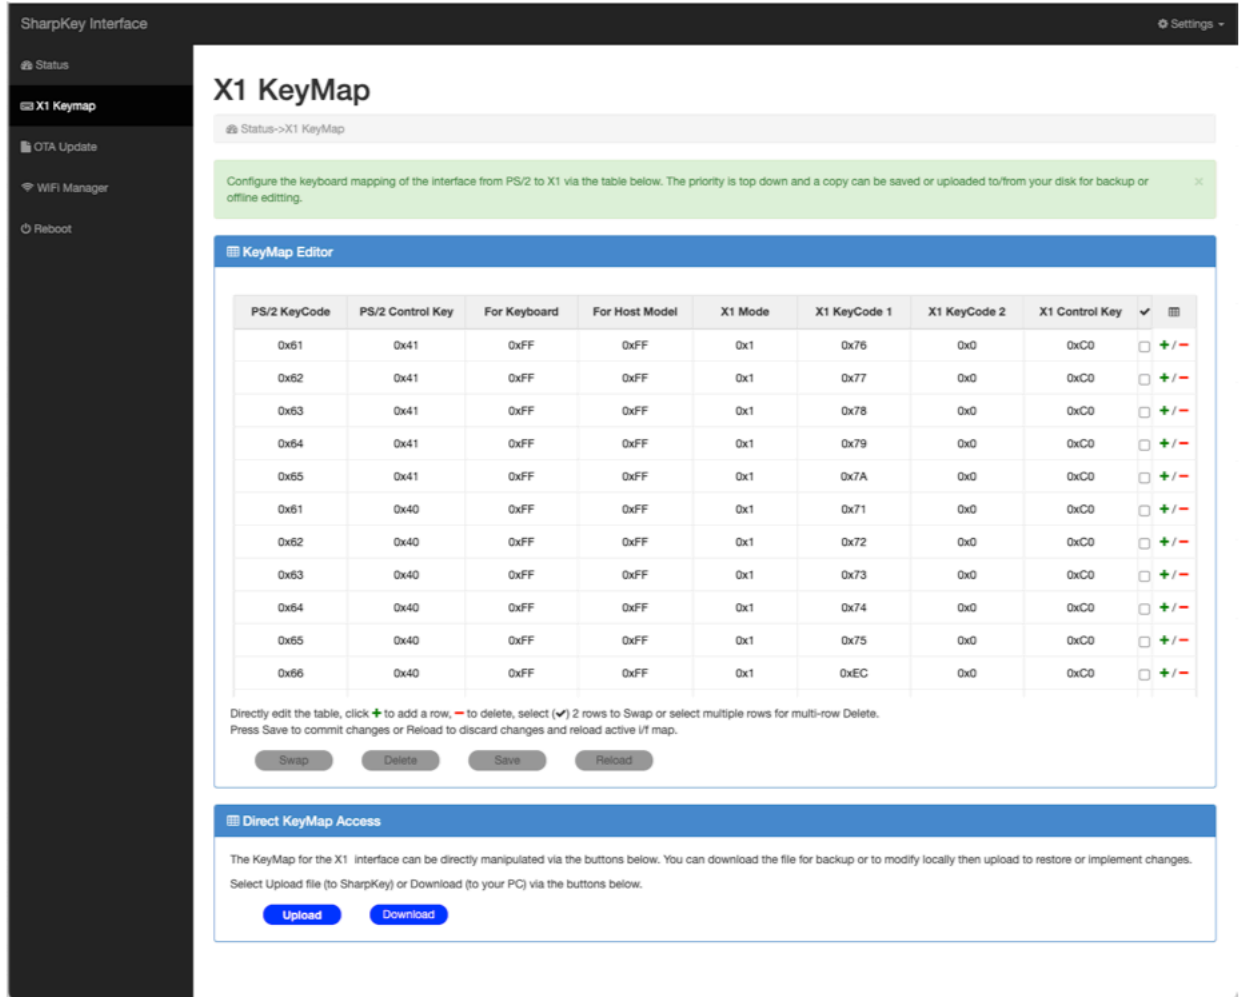 SharpKey Interface
Settings
Status
X1 Keymap
OTA Update
WiFi Manager
Reboot
X1 KeyMap
Status->X1 KeyMap
Configure the keyboard mapping of the interface from PS/2 to X1 via the table below. The priority is top down and a copy can be saved or uploaded to/from your disk for backup or
offline editting.
×
KeyMap Editor
PS/2 KeyCode PS/2 Control Key For Keyboard For Host Model X1 Mode X1 KeyCode 1 X1 KeyCode 2 X1 Control Key ✔
0x61 0x41 0xFF 0xFF 0x1 0x76 0x0 0xC0 +/−
0x62 0x41 0xFF 0xFF 0x1 0x77 0x0 0xC0 +/−
0x63 0x41 0xFF 0xFF 0x1 0x78 0x0 0xC0 +/−
0x64 0x41 0xFF 0xFF 0x1 0x79 0x0 0xC0 +/−
0x65 0x41 0xFF 0xFF 0x1 0x7A 0x0 0xC0 +/−
0x61 0x40 0xFF 0xFF 0x1 0x71 0x0 0xC0 +/−
0x62 0x40 0xFF 0xFF 0x1 0x72 0x0 0xC0 +/−
0x63 0x40 0xFF 0xFF 0x1 0x73 0x0 0xC0 +/−
0x64 0x40 0xFF 0xFF 0x1 0x74 0x0 0xC0 +/−
0x65 0x40 0xFF 0xFF 0x1 0x75 0x0 0xC0 +/−
0x66 0x40 0xFF 0xFF 0x1 0xEC 0x0 0xC0 +/−
Directly edit the table, click + to add a row, − to delete, select (✔) 2 rows to Swap or select multiple rows for multi-row Delete.
Press Save to commit changes or Reload to discard changes and reload active i/f map.
Swap Delete Save Reload
Direct KeyMap Access
The KeyMap for the X1 interface can be directly manipulated via the buttons below. You can download the file for backup or to modify locally then upload to restore or implement changes.
Select Upload file (to SharpKey) or Download (to your PC) via the buttons below.
Upload Download